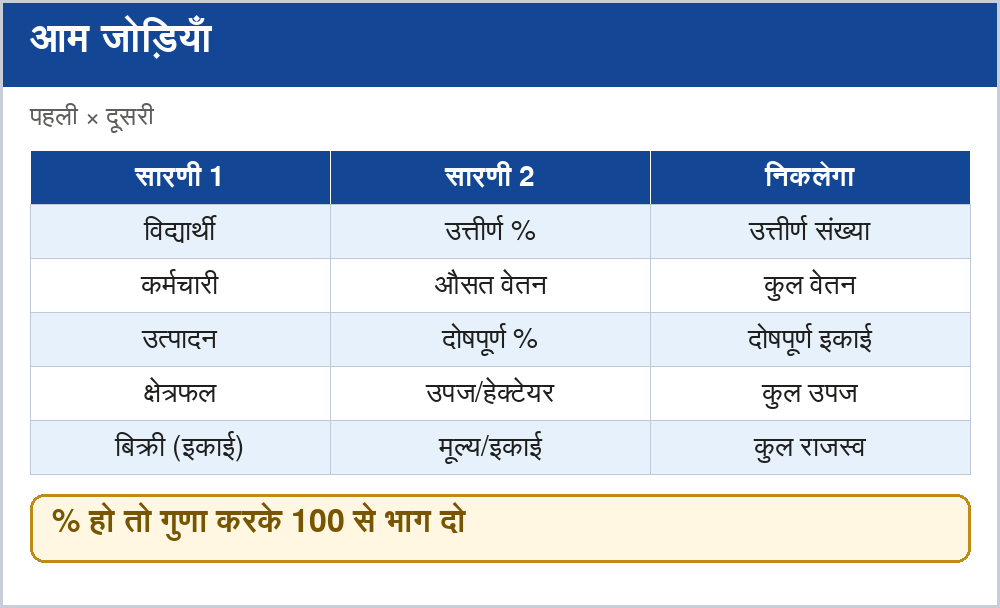 आम जोड़ियाँ
पहली × दूसरी
सारणी 1 सारणी 2 निकलेगा
विद्यार्थी उत्तीर्ण % उत्तीर्ण संख्या
कर्मचारी औसत वेतन कुल वेतन
उत्पादन दोषपूर्ण % दोषपूर्ण इकाई
क्षेत्रफल उपज/हेक्टेयर कुल उपज
बिक्री (इकाई) मूल्य/इकाई कुल राजस्व
% हो तो गुणा करके 100 से भाग दो